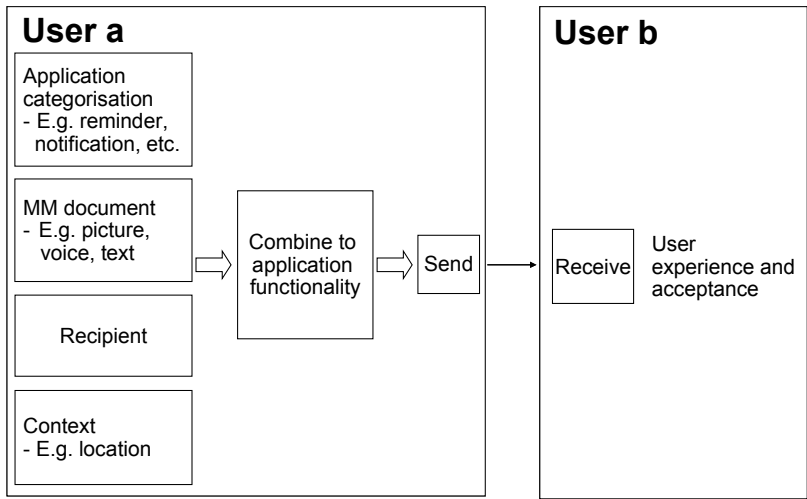 User a
Application
categorisation
- E.g. reminder,
notification, etc.
MM document
- E.g. picture,
voice, text
Recipient
Context
- E.g. location
Combine to
application
functionality
Send
User b
Receive
User
experience and
acceptance